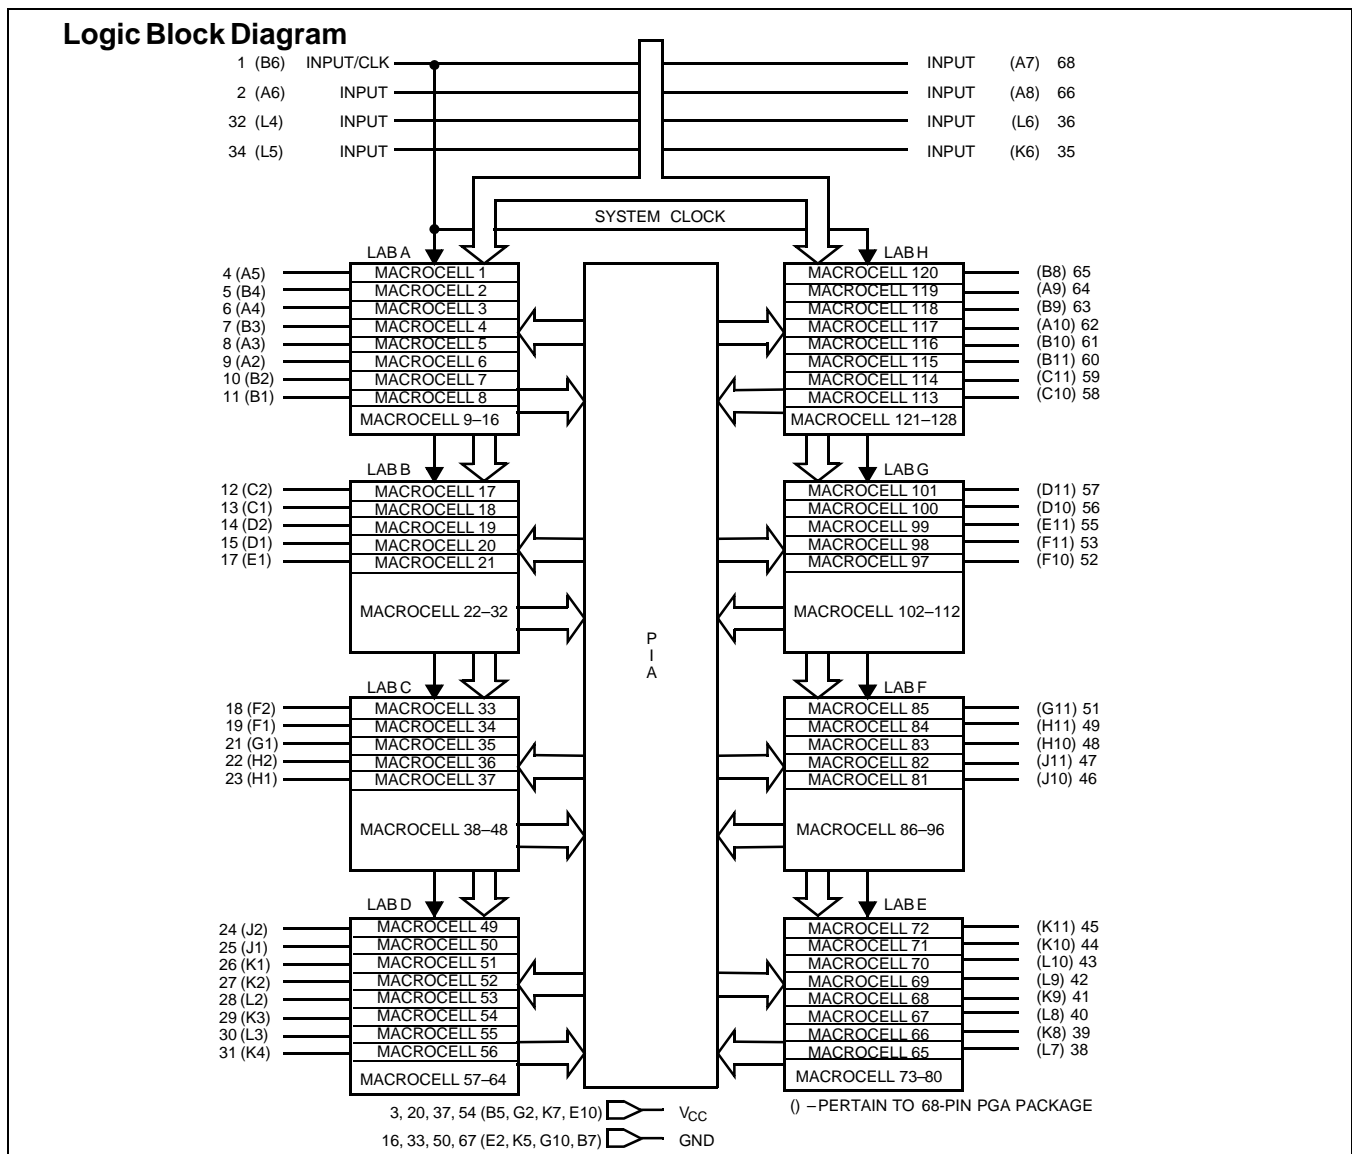 Logic Block Diagram
1 (B6) INPUT/CLK INPUT (A7) 68
2 (A6) INPUT INPUT (A8) 66
32 (L4) INPUT INPUT (L6) 36
34 (L5) INPUT INPUT (K6) 35
SYSTEM CLOCK
LAB A LAB H
4 (A5) MACROCELL 1 MACROCELL 120 (B8) 65
5 (B4) MACROCELL 2 MACROCELL 119 (A9) 64
6 (A4) MACROCELL 3 MACROCELL 118 (B9) 63
7 (B3) MACROCELL 4 MACROCELL 117 (A10) 62
8 (A3) MACROCELL 5 MACROCELL 116 (B10) 61
9 (A2) MACROCELL 6 MACROCELL 115 (B11) 60
10 (B2) MACROCELL 7 MACROCELL 114 (C11) 59
11 (B1) MACROCELL 8 MACROCELL 113 (C10) 58
MACROCELL 9–16 MACROCELL 121–128
LAB B LAB G
12 (C2) MACROCELL 17 MACROCELL 101 (D11) 57
13 (C1) MACROCELL 18 MACROCELL 100 (D10) 56
14 (D2) MACROCELL 19 MACROCELL 99 (E11) 55
15 (D1) MACROCELL 20 MACROCELL 98 (F11) 53
17 (E1) MACROCELL 21 MACROCELL 97 (F10) 52
MACROCELL 22–32 MACROCELL 102–112
P
I
A
LAB C LAB F
18 (F2) MACROCELL 33 MACROCELL 85 (G11) 51
19 (F1) MACROCELL 34 MACROCELL 84 (H11) 49
21 (G1) MACROCELL 35 MACROCELL 83 (H10) 48
22 (H2) MACROCELL 36 MACROCELL 82 (J11) 47
23 (H1) MACROCELL 37 MACROCELL 81 (J10) 46
MACROCELL 38–48 MACROCELL 86–96
LAB D LAB E
24 (J2) MACROCELL 49 MACROCELL 72 (K11) 45
25 (J1) MACROCELL 50 MACROCELL 71 (K10) 44
26 (K1) MACROCELL 51 MACROCELL 70 (L10) 43
27 (K2) MACROCELL 52 MACROCELL 69 (L9) 42
28 (L2) MACROCELL 53 MACROCELL 68 (K9) 41
29 (K3) MACROCELL 54 MACROCELL 67 (L8) 40
30 (L3) MACROCELL 55 MACROCELL 66 (K8) 39
31 (K4) MACROCELL 56 MACROCELL 65 (L7) 38
MACROCELL 57–64 MACROCELL 73–80
3, 20, 37, 54 (B5, G2, K7, E10) VCC () –PERTAIN TO 68-PIN PGA PACKAGE
16, 33, 50, 67 (E2, K5, G10, B7) GND